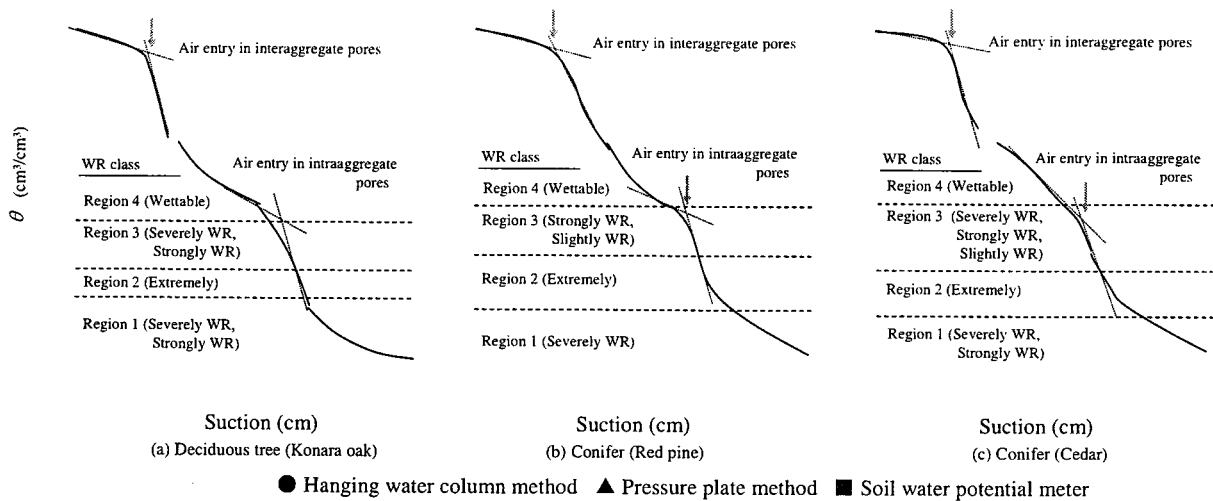 θ (cm³/cm³)
Air entry in interaggregate pores
WR class
Air entry in intraaggregate
pores
Region 4 (Wettable)
Region 3 (Severely WR,
Strongly WR)
Region 2 (Extremely)
Region 1 (Severely WR,
Strongly WR)
Suction (cm)
(a) Deciduous tree (Konara oak)
Air entry in interaggregate pores
WR class
Air entry in intraaggregate
pores
Region 4 (Wettable)
Region 3 (Strongly WR,
Slightly WR)
Region 2 (Extremely)
Region 1 (Severely WR)
Suction (cm)
(b) Conifer (Red pine)
Air entry in interaggregate pores
WR class
Air entry in intraaggregate
pores
Region 4 (Wettable)
Region 3 (Severely WR,
Strongly WR,
Slightly WR)
Region 2 (Extremely)
Region 1 (Severely WR,
Strongly WR)
Suction (cm)
(c) Conifer (Cedar)
● Hanging water column method ▲ Pressure plate method ■ Soil water potential meter